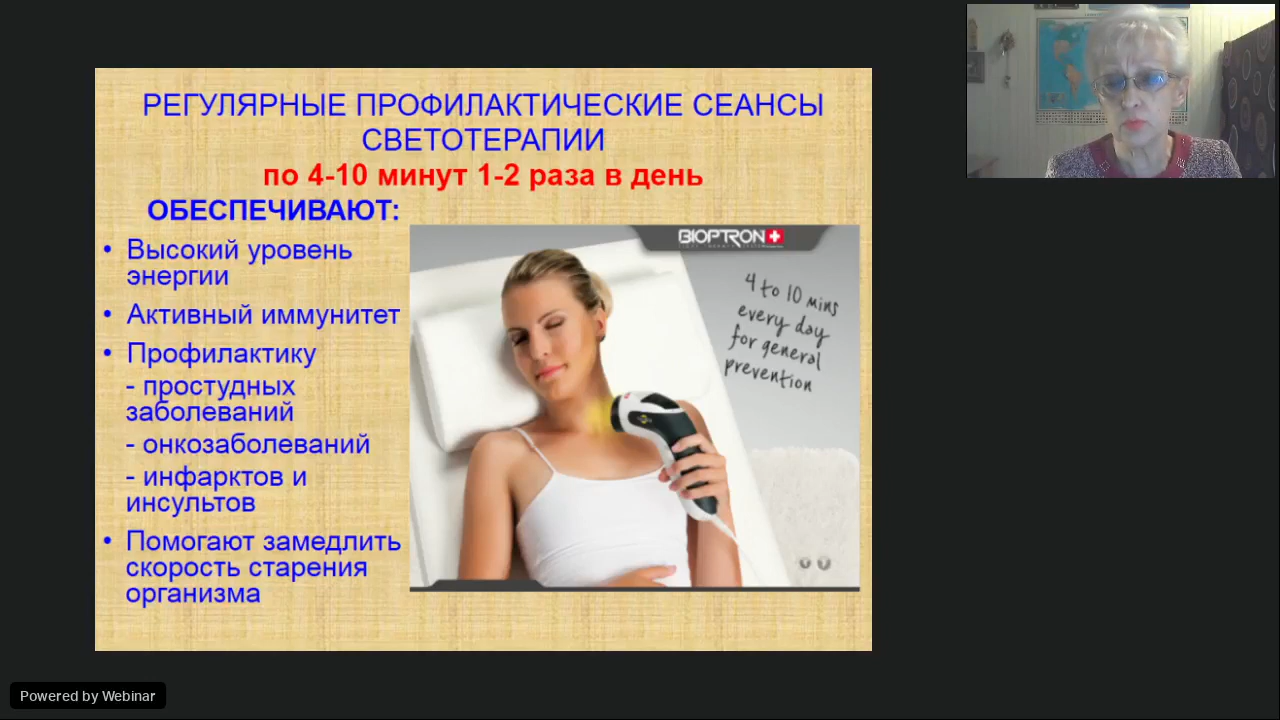 РЕГУЛЯРНЫЕ ПРОФИЛАКТИЧЕСКИЕ СЕАНСЫ
СВЕТОТЕРАПИИ
по 4-10 минут 1-2 раза в день
ОБЕСПЕЧИВАЮТ:
• Высокий уровень
энергии
• Активный иммунитет
• Профилактику
- простудных
заболеваний
- онкозаболеваний
- инфарктов и
инсультов
• Помогают замедлить
скорость старения
организма
BIOPTRON
4 to 10 mins
every day
for general
prevention
Powered by Webinar